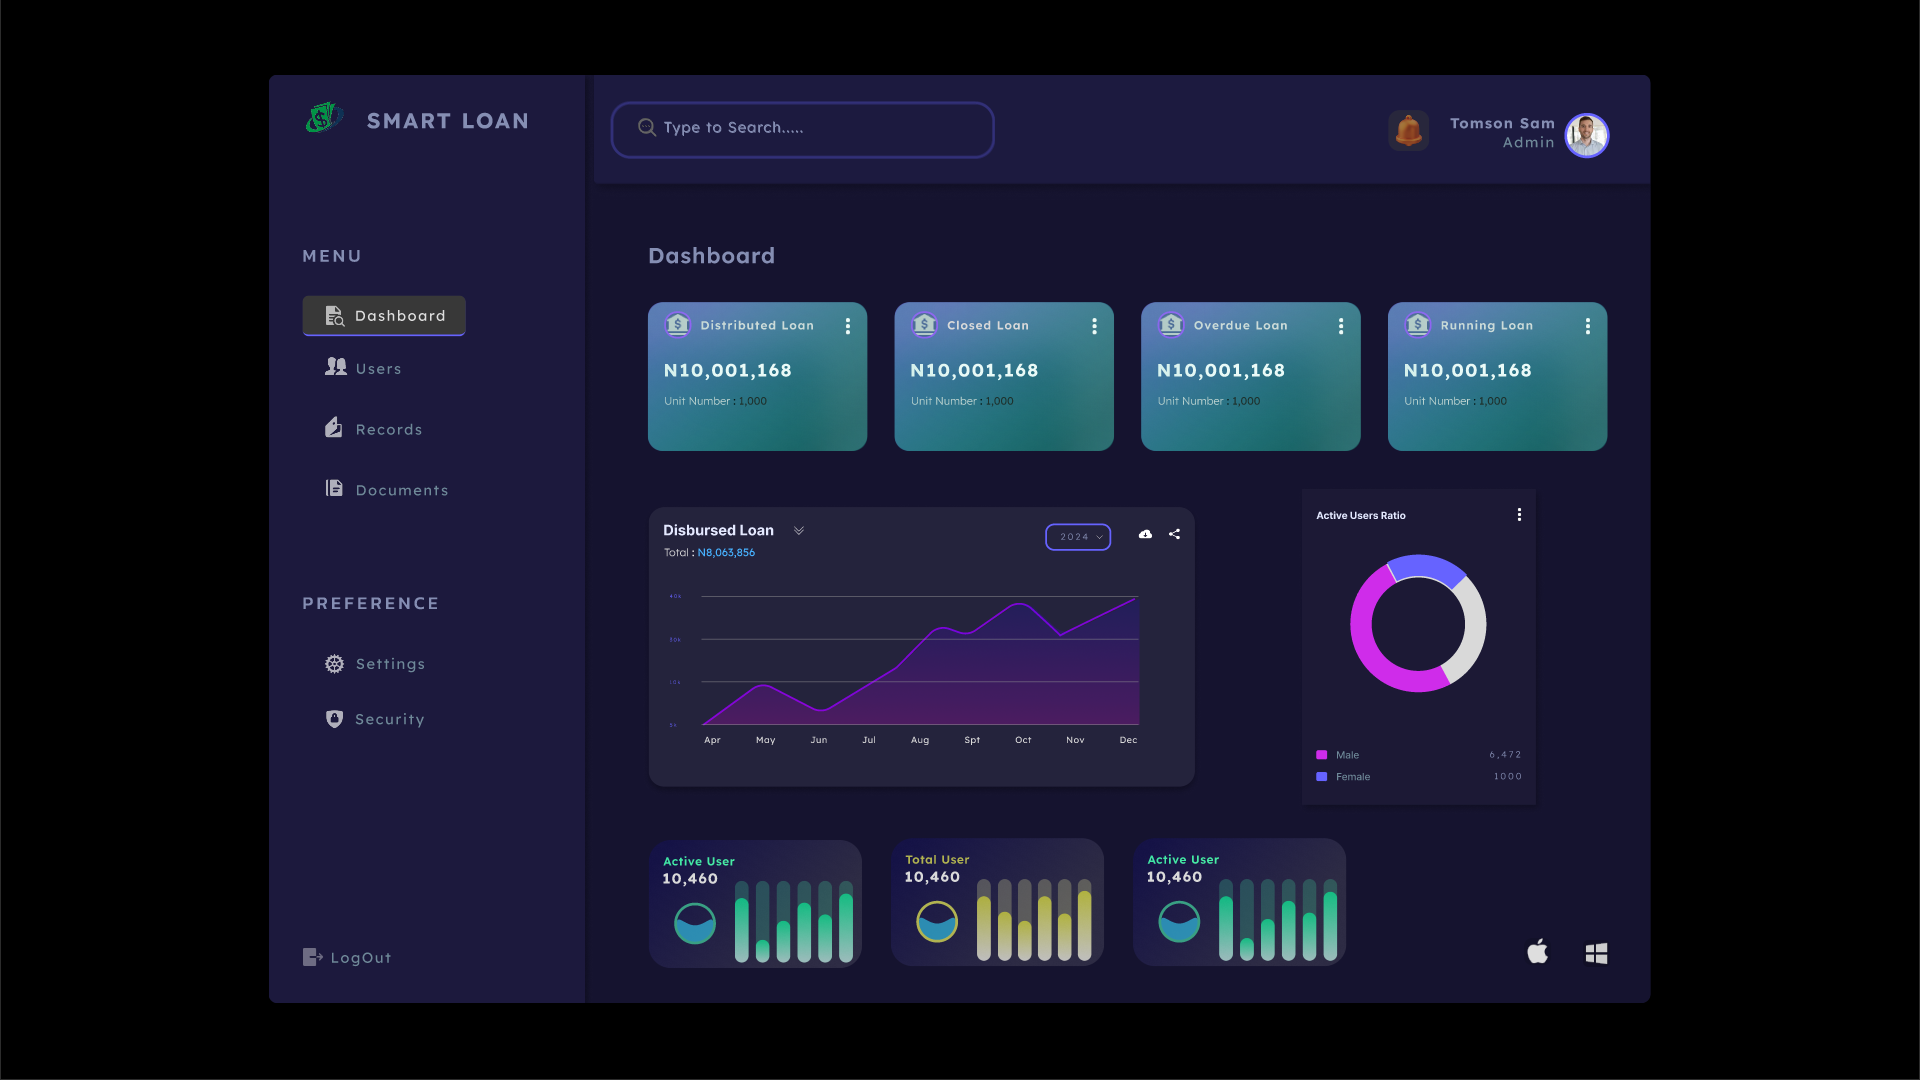 SMART LOAN
Type to Search.....
Tomson Sam
Admin
MENU
Dashboard
Users
Records
Documents
PREFERENCE
Settings
Security
LogOut
Dashboard
Distributed Loan
N10,001,168
Unit Number : 1,000
Closed Loan
N10,001,168
Unit Number : 1,000
Overdue Loan
N10,001,168
Unit Number : 1,000
Running Loan
N10,001,168
Unit Number : 1,000
Disbursed Loan
Total : N8,063,856
2024
40k
30k
10k
Apr May Jun Jul Aug Spt Oct Nov Dec
Active Users Ratio
Male 6,472
Female 1000
Active User
10,460
Total User
10,460
Active User
10,460